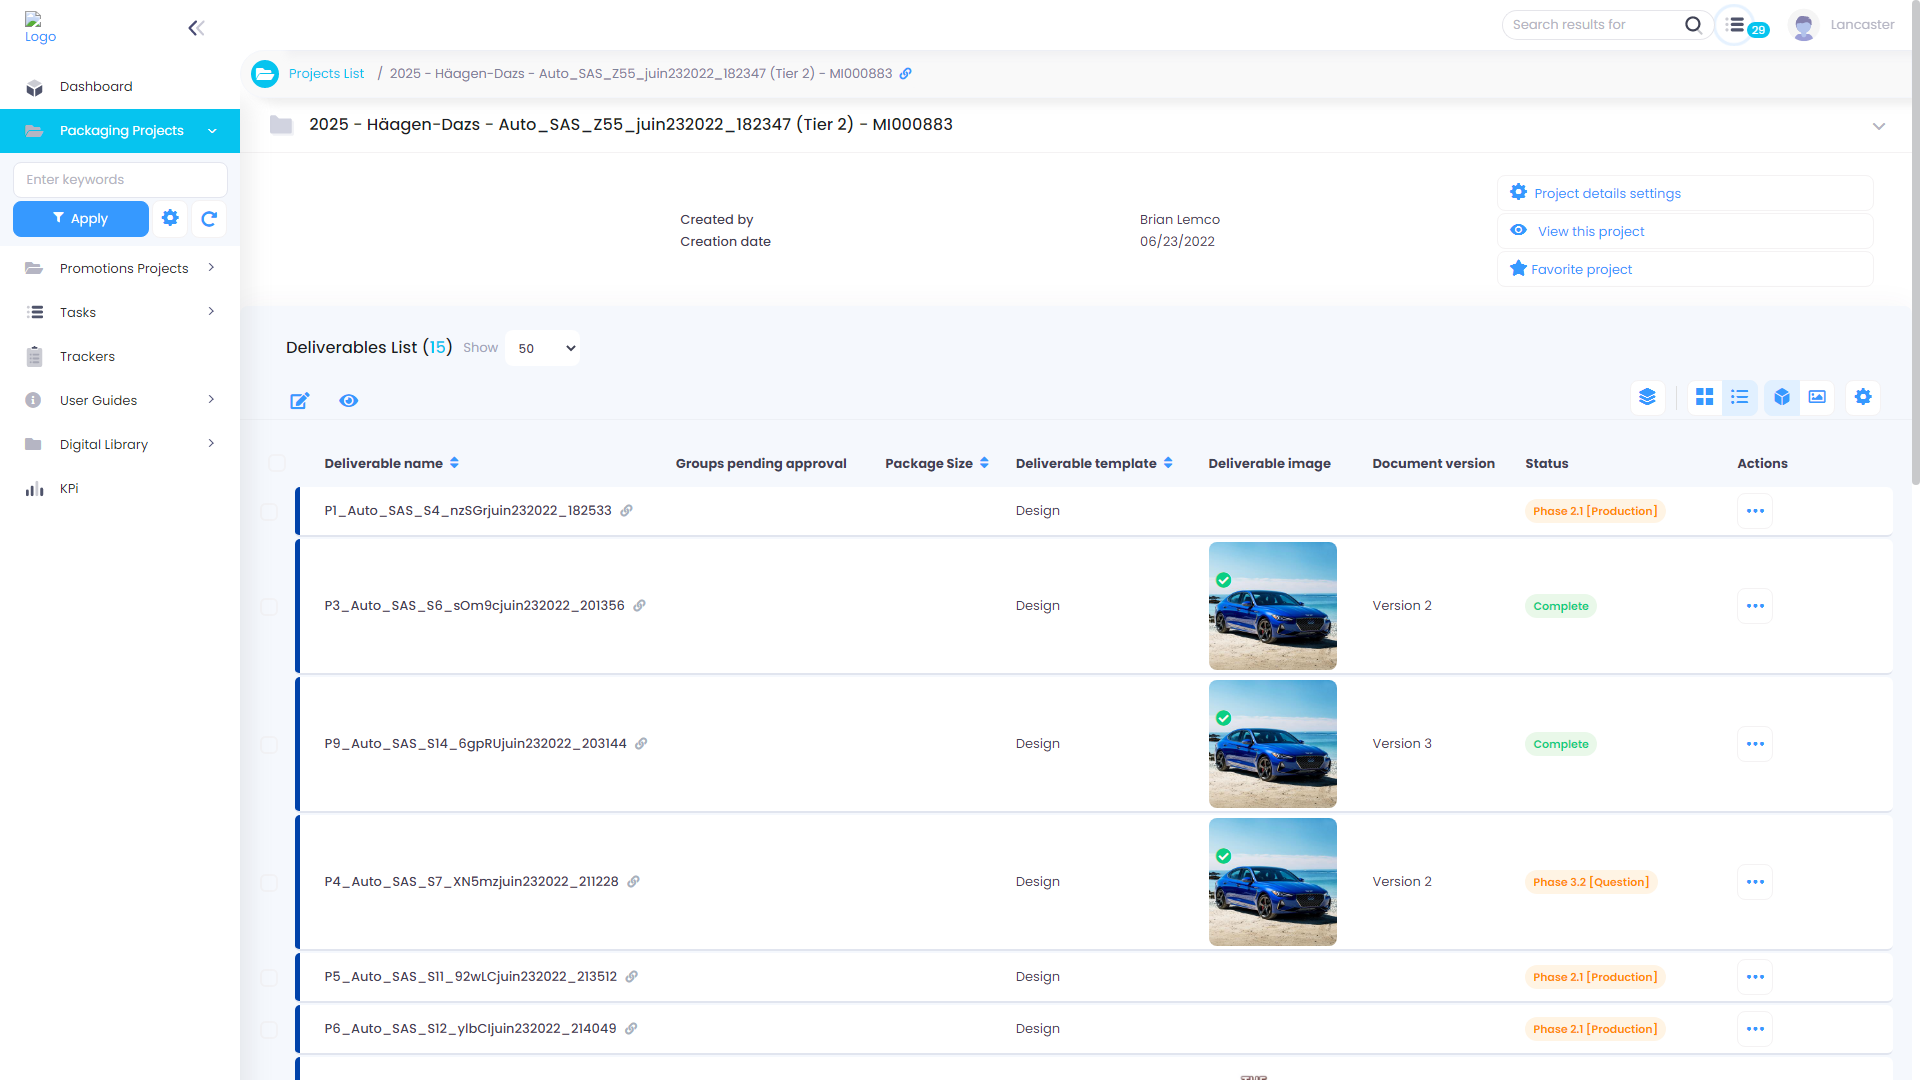 Logo
Search results for
29
Lancaster
Dashboard
Packaging Projects
Enter keywords
Apply
Promotions Projects
Tasks
Trackers
User Guides
Digital Library
KPi
Projects List / 2025 - Häagen-Dazs - Auto_SAS_Z55_juin232022_182347 (Tier 2) - MI000883
2025 - Häagen-Dazs - Auto_SAS_Z55_juin232022_182347 (Tier 2) - MI000883
Created by Brian Lemco
Creation date 06/23/2022
Project details settings
View this project
Favorite project
Deliverables List (15) Show 50
Deliverable name Groups pending approval Package Size Deliverable template Deliverable image Document version Status Actions
P1_Auto_SAS_S4_nzSGrjuin232022_182533 Design Phase 2.1 [Production]
P3_Auto_SAS_S6_sOm9cjuin232022_201356 Design Version 2 Complete
P9_Auto_SAS_S14_6gpRUjuin232022_203144 Design Version 3 Complete
P4_Auto_SAS_S7_XN5mzjuin232022_211228 Design Version 2 Phase 3.2 [Question]
P5_Auto_SAS_S11_92wLCjuin232022_213512 Design Phase 2.1 [Production]
P6_Auto_SAS_S12_ylbCIjuin232022_214049 Design Phase 2.1 [Production]